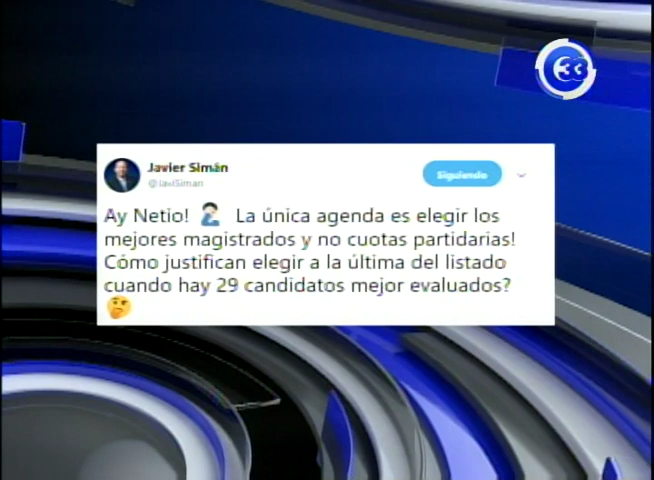 33
Javier Simán
@JaviSiman
Siguiendo
Ay Netio! 🤦🏻‍♂️ La única agenda es elegir los
mejores magistrados y no cuotas partidarias!
Cómo justifican elegir a la última del listado
cuando hay 29 candidatos mejor evaluados?
🤔